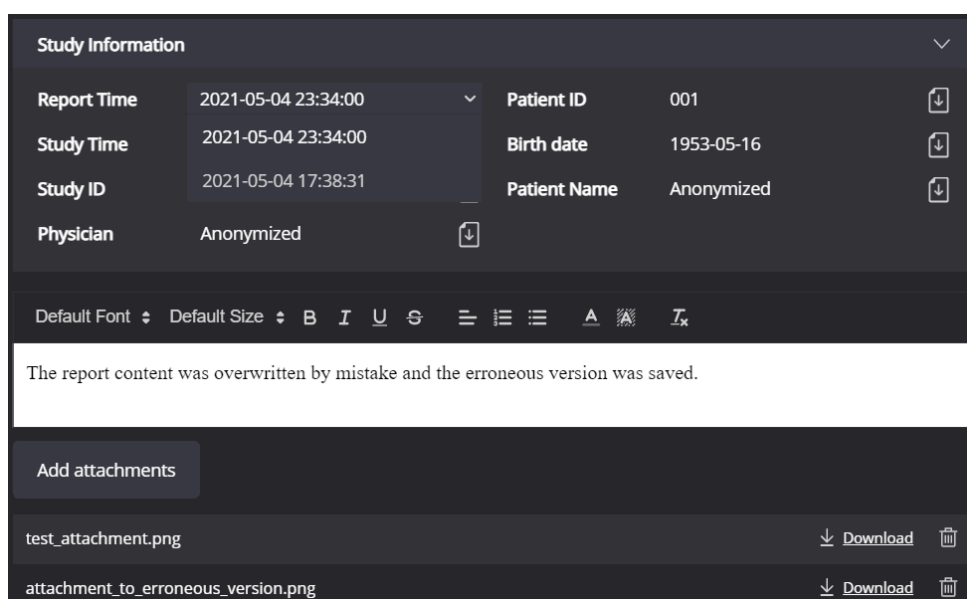 Study Information
Report Time 2021-05-04 23:34:00 Patient ID 001
Study Time 2021-05-04 23:34:00 Birth date 1953-05-16
Study ID 2021-05-04 17:38:31 Patient Name Anonymized
Physician Anonymized
Default Font Default Size B I U S A A Tx
The report content was overwritten by mistake and the erroneous version was saved.
Add attachments
test_attachment.png Download
attachment_to_erroneous_version.png Download